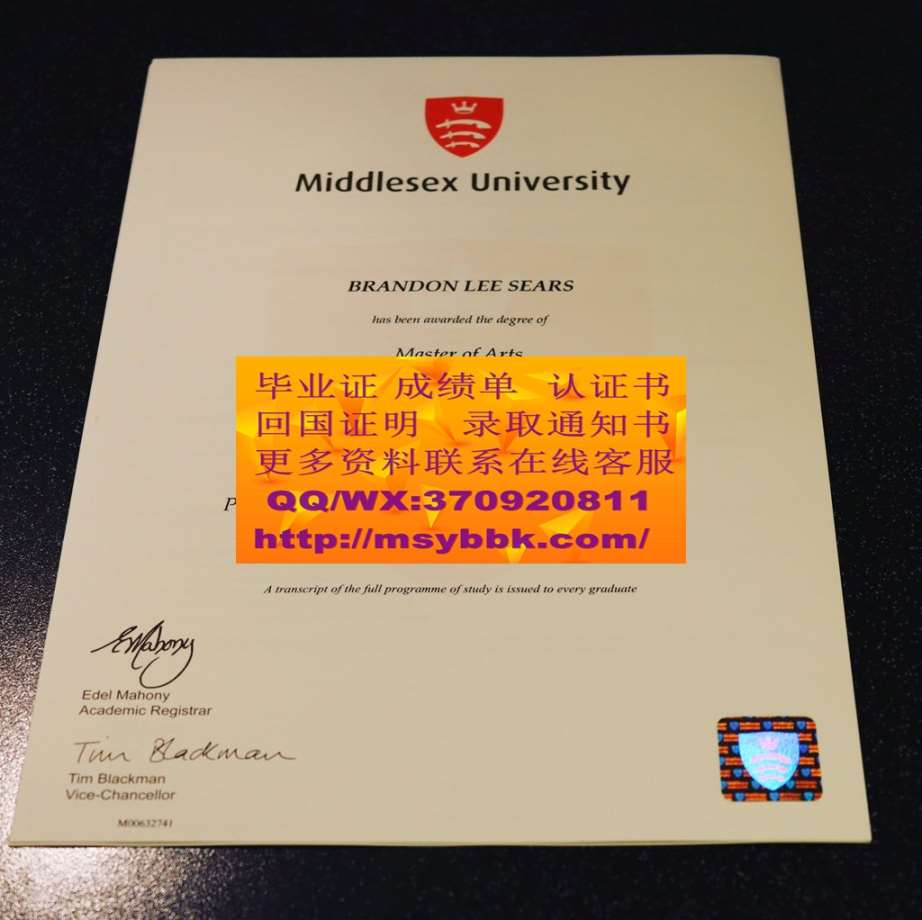 Middlesex University
BRANDON LEE SEARS
has been awarded the degree of
Master of Arts
毕业证 成绩单 认证书
回国证明 录取通知书
更多资料联系在线客服
P
QQ/WX:370920811
http://msybbk.com/
A transcript of the full programme of study is issued to every graduate
EMahony
Edel Mahony
Academic Registrar
Tim Blackman
Tim Blackman
Vice-Chancellor
M00632741